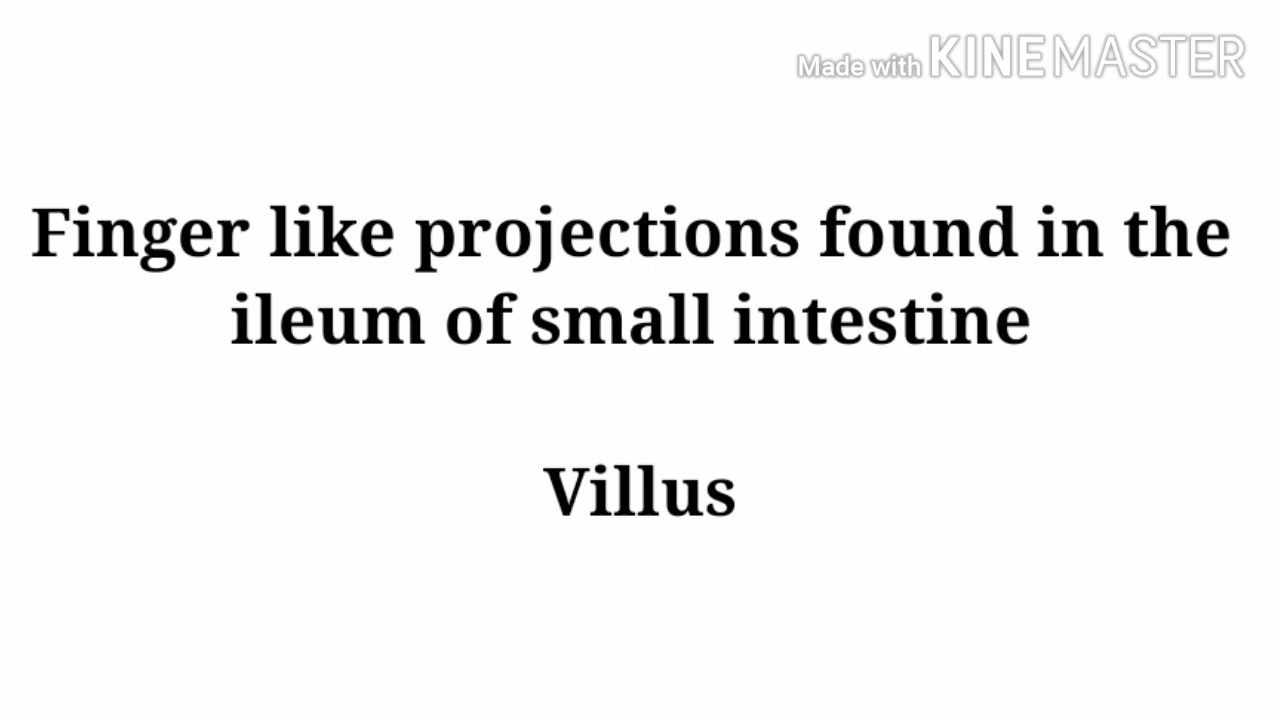 Made with KINEMASTER
Finger like projections found in the
ileum of small intestine
Villus